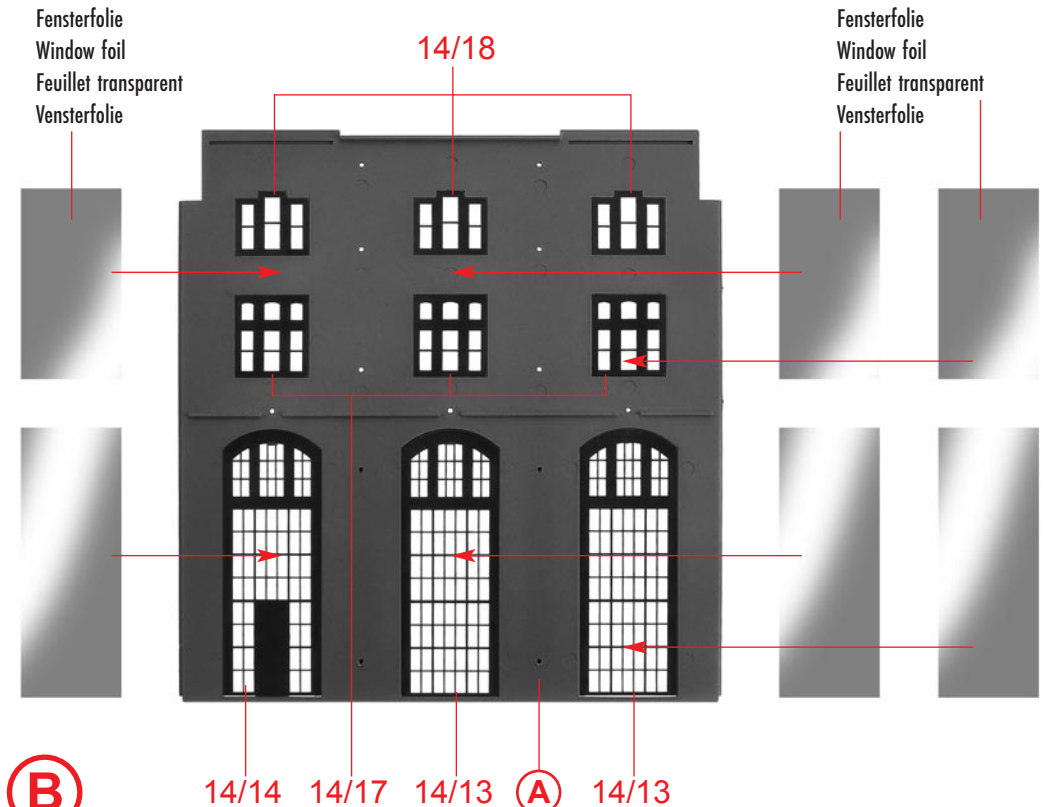 Fensterfolie
Window foil
Feuillet transparent
Vensterfolie
14/18
Fensterfolie
Window foil
Feuillet transparent
Vensterfolie
B
14/14
14/17
14/13
A
14/13